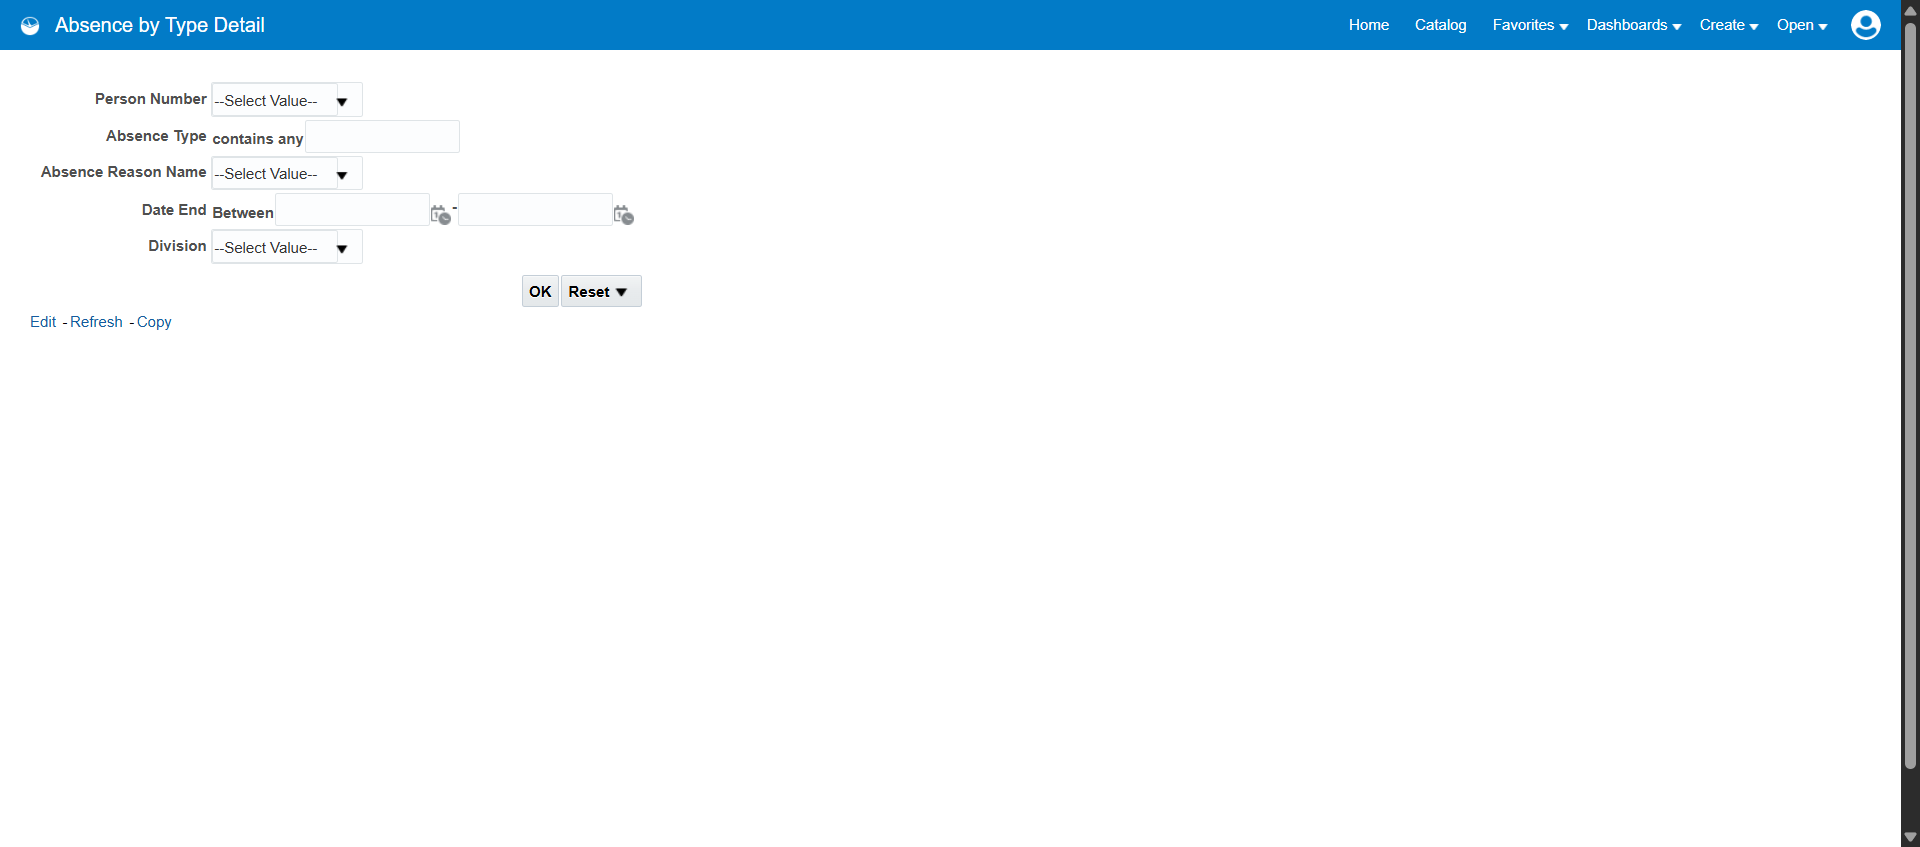 Absence by Type Detail
Home Catalog Favorites Dashboards Create Open
Person Number --Select Value--
Absence Type contains any
Absence Reason Name --Select Value--
Date End Between -
Division --Select Value--
OK Reset
Edit - Refresh - Copy